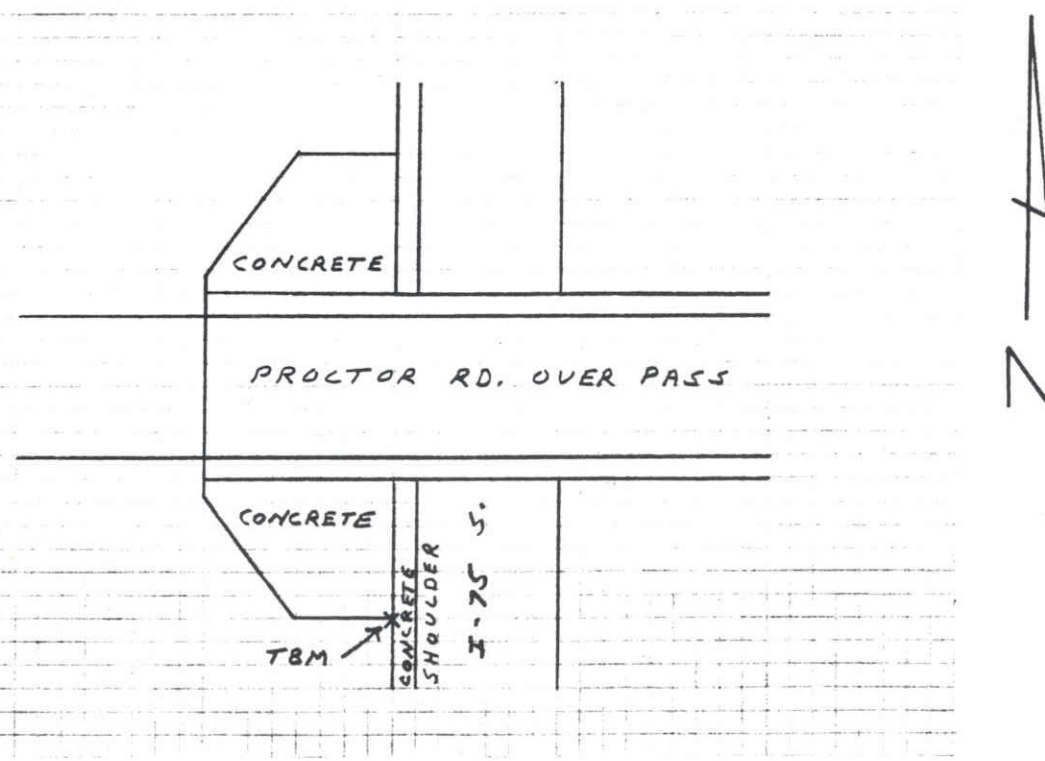 CONCRETE
PROCTOR RD. OVER PASS
N
CONCRETE
CONCRETE
SHOULDER
I-75 S.
TBM